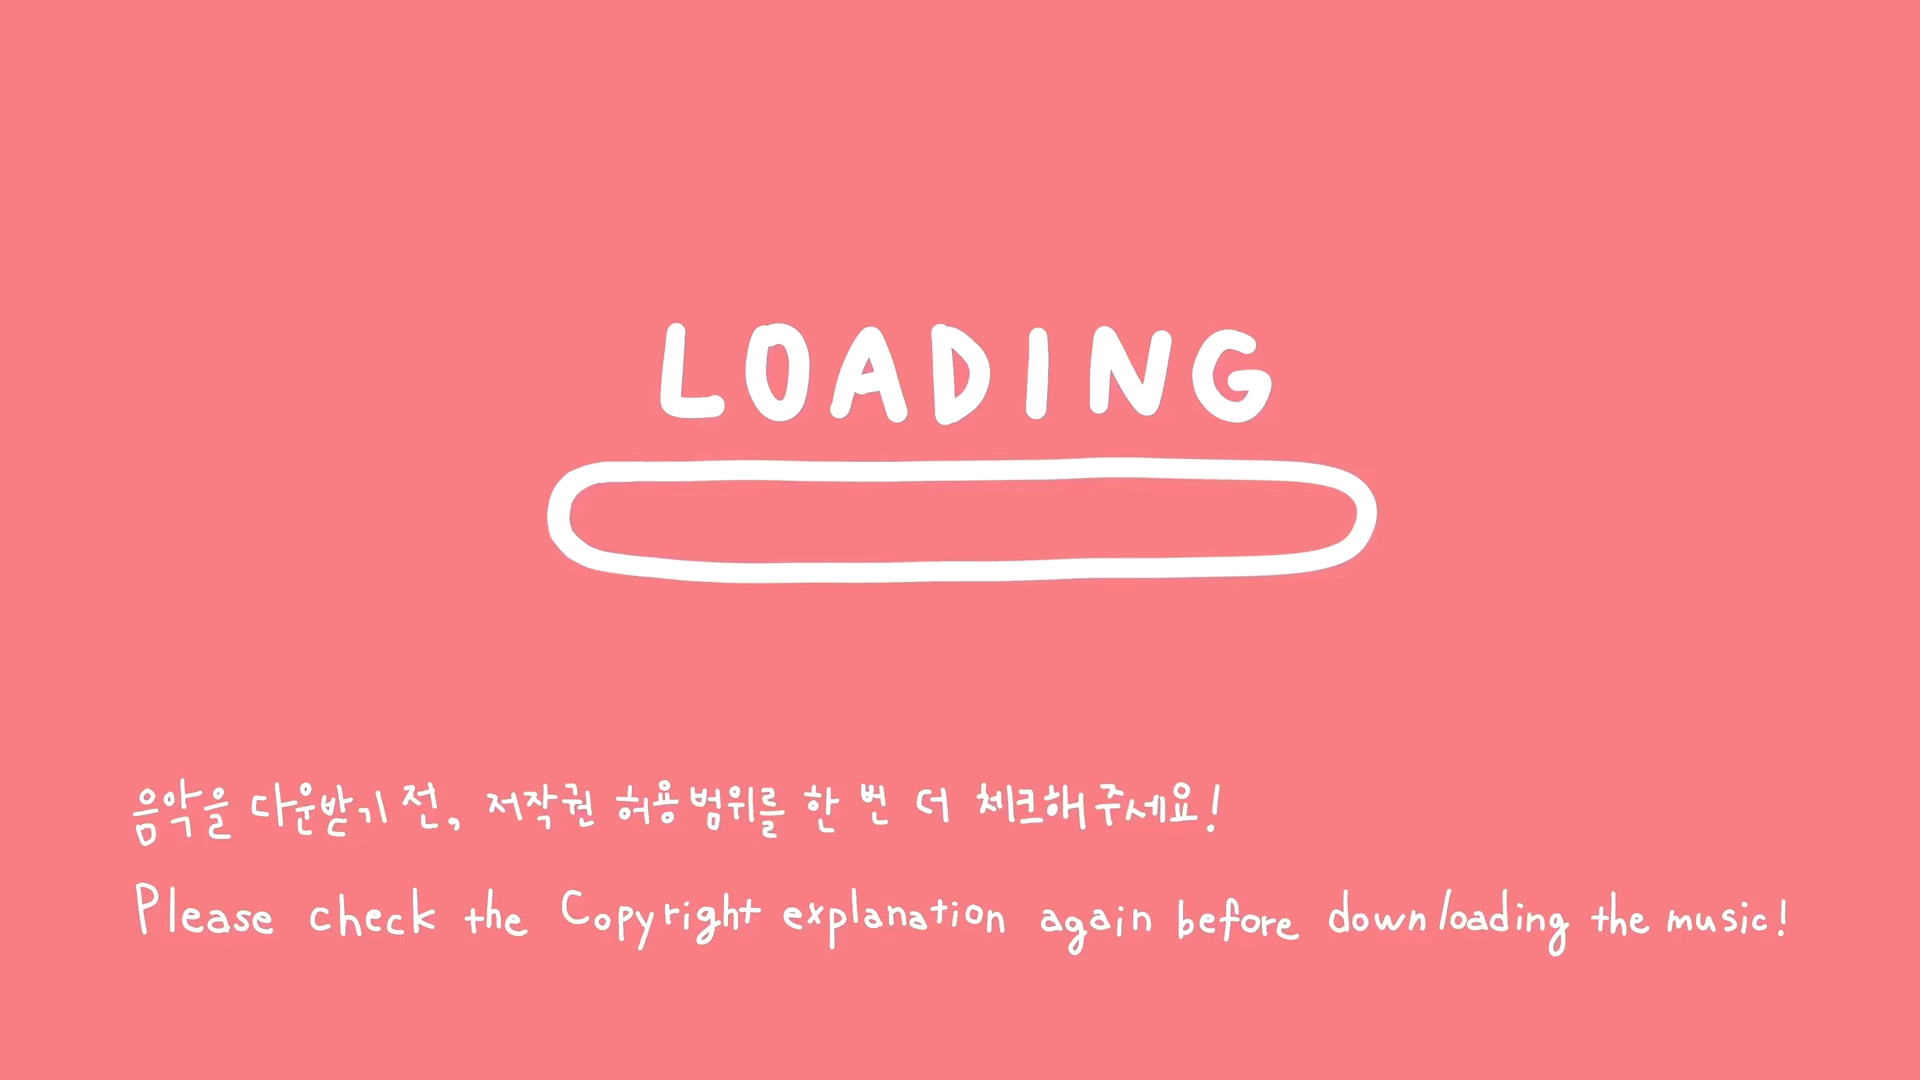 LOADING
음악을 다운받기 전, 저작권 허용범위를 한 번 더 체크해주세요!
Please check the Copyright explanation again before downloading the music!